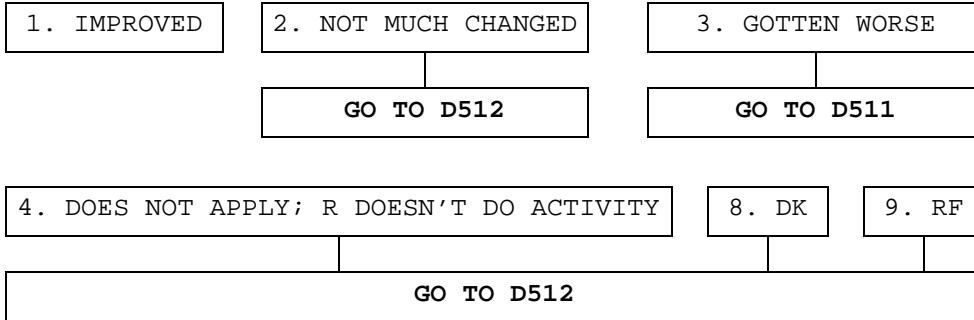 1. IMPROVED 2. NOT MUCH CHANGED 3. GOTTEN WORSE
GO TO D512 GO TO D511
4. DOES NOT APPLY; R DOESN'T DO ACTIVITY 8. DK 9. RF
GO TO D512